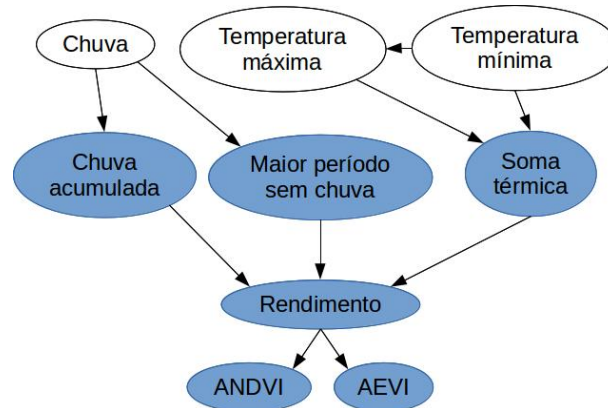 Chuva
Temperatura
máxima
Temperatura
mínima
Chuva
acumulada
Maior período
sem chuva
Soma
térmica
Rendimento
ANDVI
AEVI